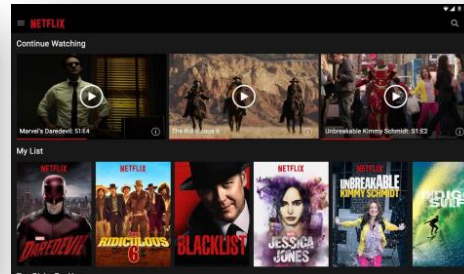 NETFLIX
Continue Watching
Marvel's Daredevil: S1:E4
The Ridiculous 6
Unbreakable Kimmy Schmidt: S1:E2
My List
NETFLIX
NETFLIX
NETFLIX
NETFLIX
DAREDEVIL
RIDICULOUS
6
BLACKLIST
JESSICA
JONES
UNBREAKABLE
KIMMY SCHMIDT